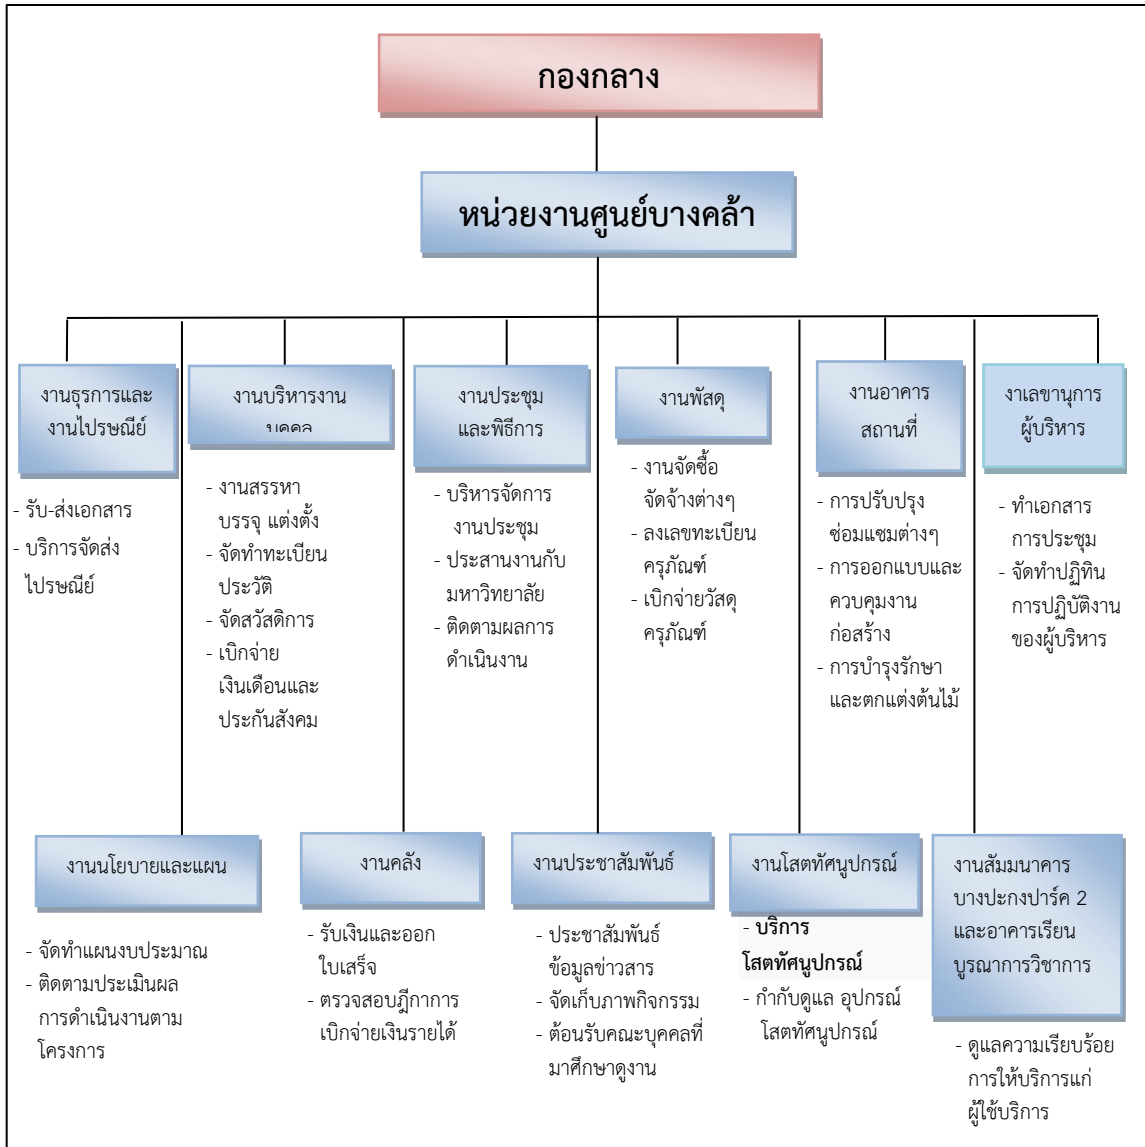 กองกลาง
หน่วยงานศูนย์บางคล้า
งานธุรการและ
งานไปรษณีย์
- รับ-ส่งเอกสาร
- บริการจัดส่ง
ไปรษณีย์
งานบริหารงาน
บุคคล
- งานสรรหา
บรรจุ แต่งตั้ง
- จัดทำทะเบียน
ประวัติ
- จัดสวัสดิการ
- เบิกจ่าย
เงินเดือนและ
ประกันสังคม
งานประชุม
และพิธีการ
- บริหารจัดการ
งานประชุม
- ประสานงานกับ
มหาวิทยาลัย
- ติดตามผลการ
ดำเนินงาน
งานพัสดุ
- งานจัดซื้อ
จัดจ้างต่างๆ
- ลงเลขทะเบียน
ครุภัณฑ์
- เบิกจ่ายวัสดุ
ครุภัณฑ์
งานอาคาร
สถานที่
- การปรับปรุง
ซ่อมแซมต่างๆ
- การออกแบบและ
ควบคุมงาน
ก่อสร้าง
- การบำรุงรักษา
และตกแต่งต้นไม้
งาเลขานุการ
ผู้บริหาร
- ทำเอกสาร
การประชุม
- จัดทำปฏิทิน
การปฏิบัติงาน
ของผู้บริหาร
งานนโยบายและแผน
- จัดทำแผนงบประมาณ
- ติดตามประเมินผล
การดำเนินงานตาม
โครงการ
งานคลัง
- รับเงินและออก
ใบเสร็จ
- ตรวจสอบฎีกาการ
เบิกจ่ายเงินรายได้
งานประชาสัมพันธ์
- ประชาสัมพันธ์
ข้อมูลข่าวสาร
- จัดเก็บภาพกิจกรรม
- ต้อนรับคณะบุคคลที่
มาศึกษาดูงาน
งานโสตทัศนูปกรณ์
- บริการ
โสตทัศนูปกรณ์
- กำกับดูแล อุปกรณ์
โสตทัศนูปกรณ์
งานสัมมนาคาร
บางปะกงปาร์ค 2
และอาคารเรียน
บูรณาการวิชาการ
- ดูแลความเรียบร้อย
การให้บริการแก่
ผู้ใช้บริการ